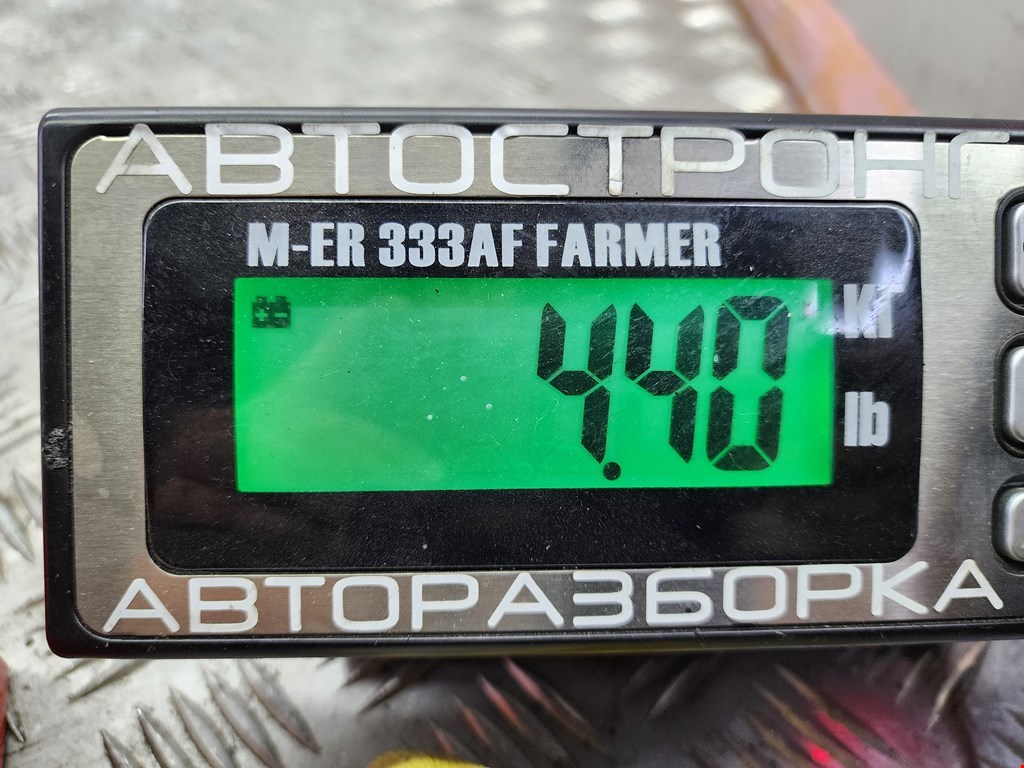 АВТОСТРОНГ
M-ER 333AF FARMER
4.40
КГ
lb
АВТОРАЗБОРКА